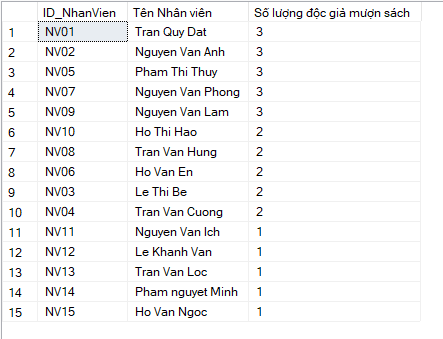 ID_NhanVien Tên Nhân viên Số lượng độc giả mượn sách
1 NV01 Tran Quy Dat 3
2 NV02 Nguyen Van Anh 3
3 NV05 Pham Thi Thuy 3
4 NV07 Nguyen Van Phong 3
5 NV09 Nguyen Van Lam 3
6 NV10 Ho Thi Hao 2
7 NV08 Tran Van Hung 2
8 NV06 Ho Van En 2
9 NV03 Le Thi Be 2
10 NV04 Tran Van Cuong 2
11 NV11 Nguyen Van Ich 1
12 NV12 Le Khanh Van 1
13 NV13 Tran Van Loc 1
14 NV14 Pham nguyet Minh 1
15 NV15 Ho Van Ngoc 1